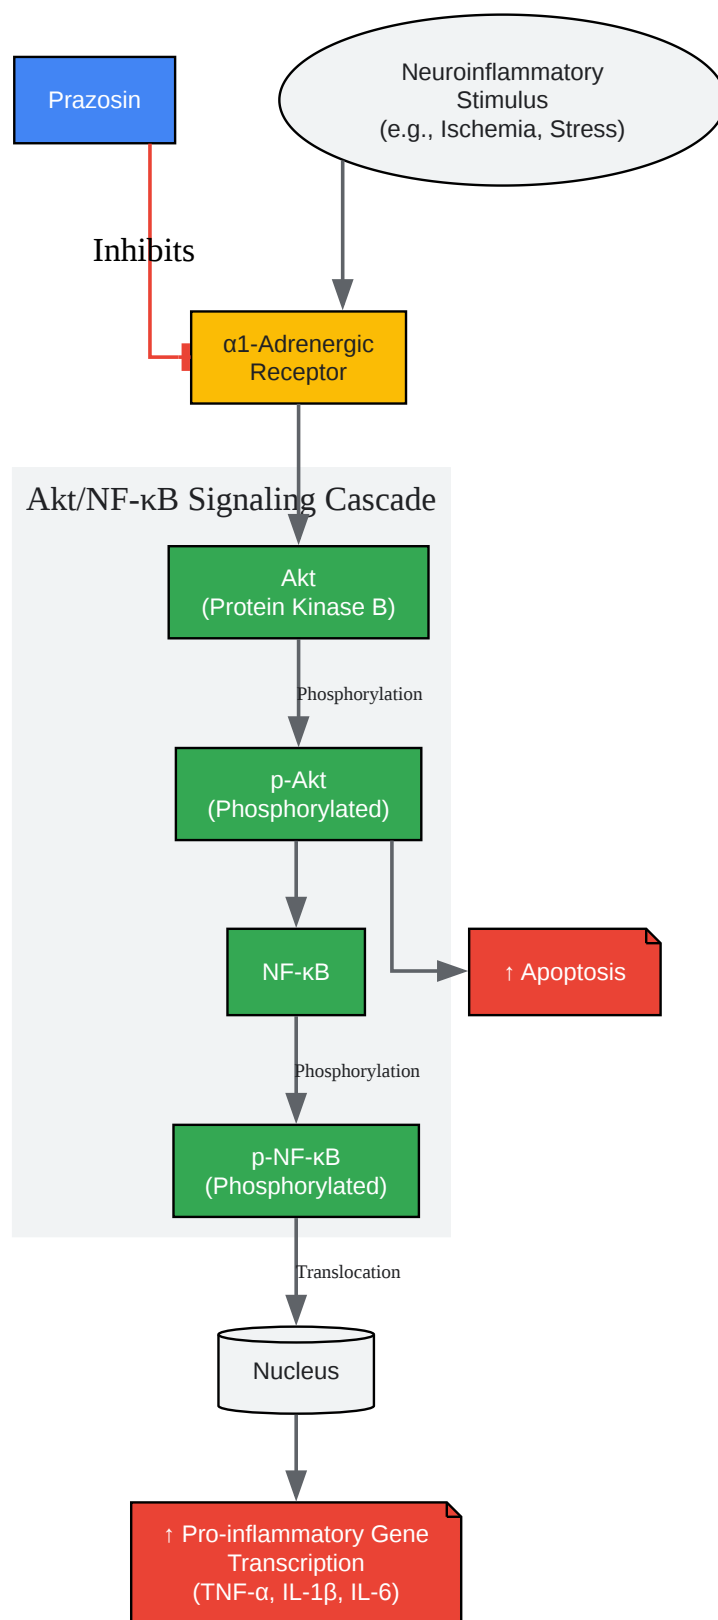 Prazosin
Neuroinflammatory
Stimulus
(e.g., Ischemia, Stress)
Inhibits
α1-Adrenergic
Receptor
Akt/NF-κB Signaling Cascade
Akt
(Protein Kinase B)
Phosphorylation
p-Akt
(Phosphorylated)
NF-κB
↑ Apoptosis
Phosphorylation
p-NF-κB
(Phosphorylated)
Translocation
Nucleus
↑ Pro-inflammatory Gene
Transcription
(TNF-α, IL-1β, IL-6)